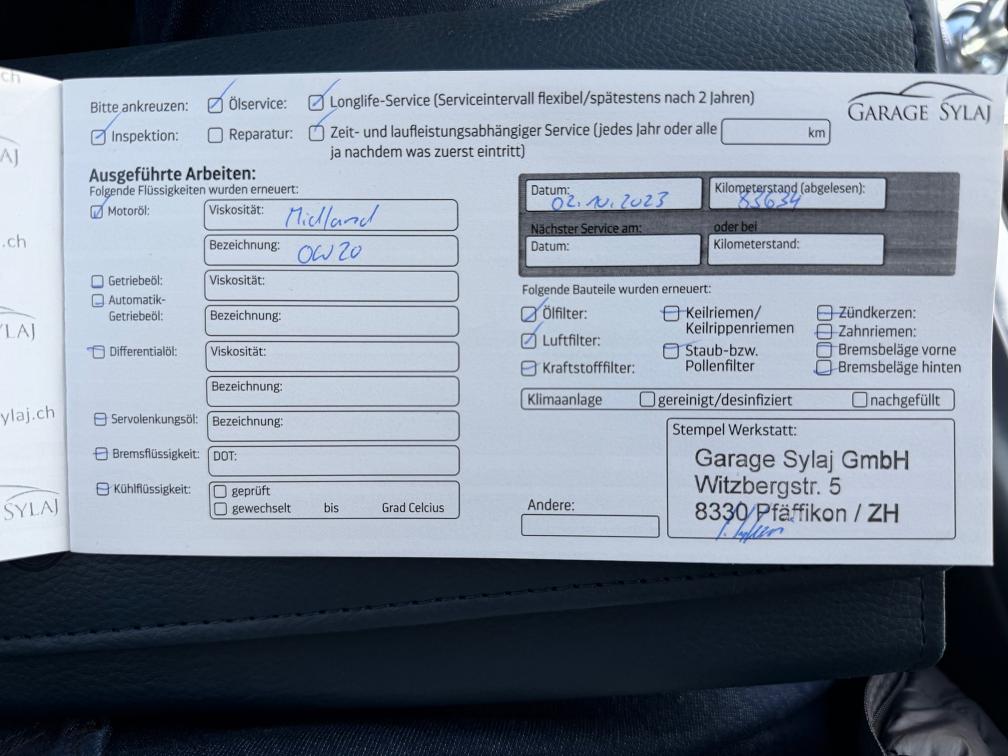 ch
AJ
.ch
YLAJ
ylaj.ch
SYLAJ
Bitte ankreuzen: Ölservice: Longlife-Service (Serviceintervall flexibel/spätestens nach 2 Jahren)
GARAGE SYLAJ
Inspektion: Reparatur: Zeit- und laufleistungsabhängiger Service (jedes Jahr oder alle km
ja nachdem was zuerst eintritt)
Ausgeführte Arbeiten:
Folgende Flüssigkeiten wurden erneuert:
Motoröl: Viskosität: Midland
Bezeichnung: 0W20
Getriebeöl: Viskosität:
Automatik-
Getriebeöl: Bezeichnung:
Differentialöl: Viskosität:
Bezeichnung:
Servolenkungsöl: Bezeichnung:
Bremsflüssigkeit: DOT:
Kühlflüssigkeit: geprüft
gewechselt bis Grad Celcius
Datum: 02.10.2023 Kilometerstand (abgelesen): 83634
Nächster Service am: oder bei
Datum: Kilometerstand:
Folgende Bauteile wurden erneuert:
Ölfilter: Keilriemen/ Zündkerzen:
Keilrippenriemen Zahnriemen:
Luftfilter: Staub-bzw. Bremsbeläge vorne
Kraftstofffilter: Pollenfilter Bremsbeläge hinten
Klimaanlage gereinigt/desinfiziert nachgefüllt
Stempel Werkstatt:
Garage Sylaj GmbH
Witzbergstr. 5
8330 Pfäffikon / ZH
Andere: